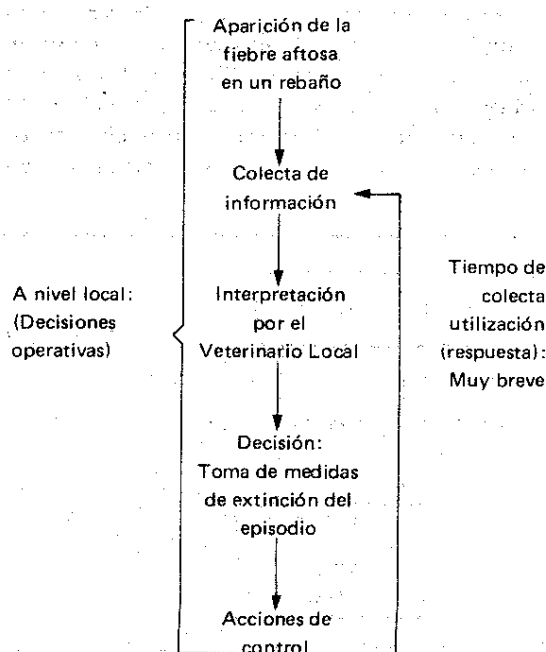 Aparición de la
fiebre aftosa
en un rebaño
Colecta de
información
A nivel local:
(Decisiones
operativas)
Interpretación
por el
Veterinario Local
Tiempo de
colecta
utilización
(respuesta):
Muy breve
Decisión:
Toma de medidas
de extinción del
episodio
Acciones de
control